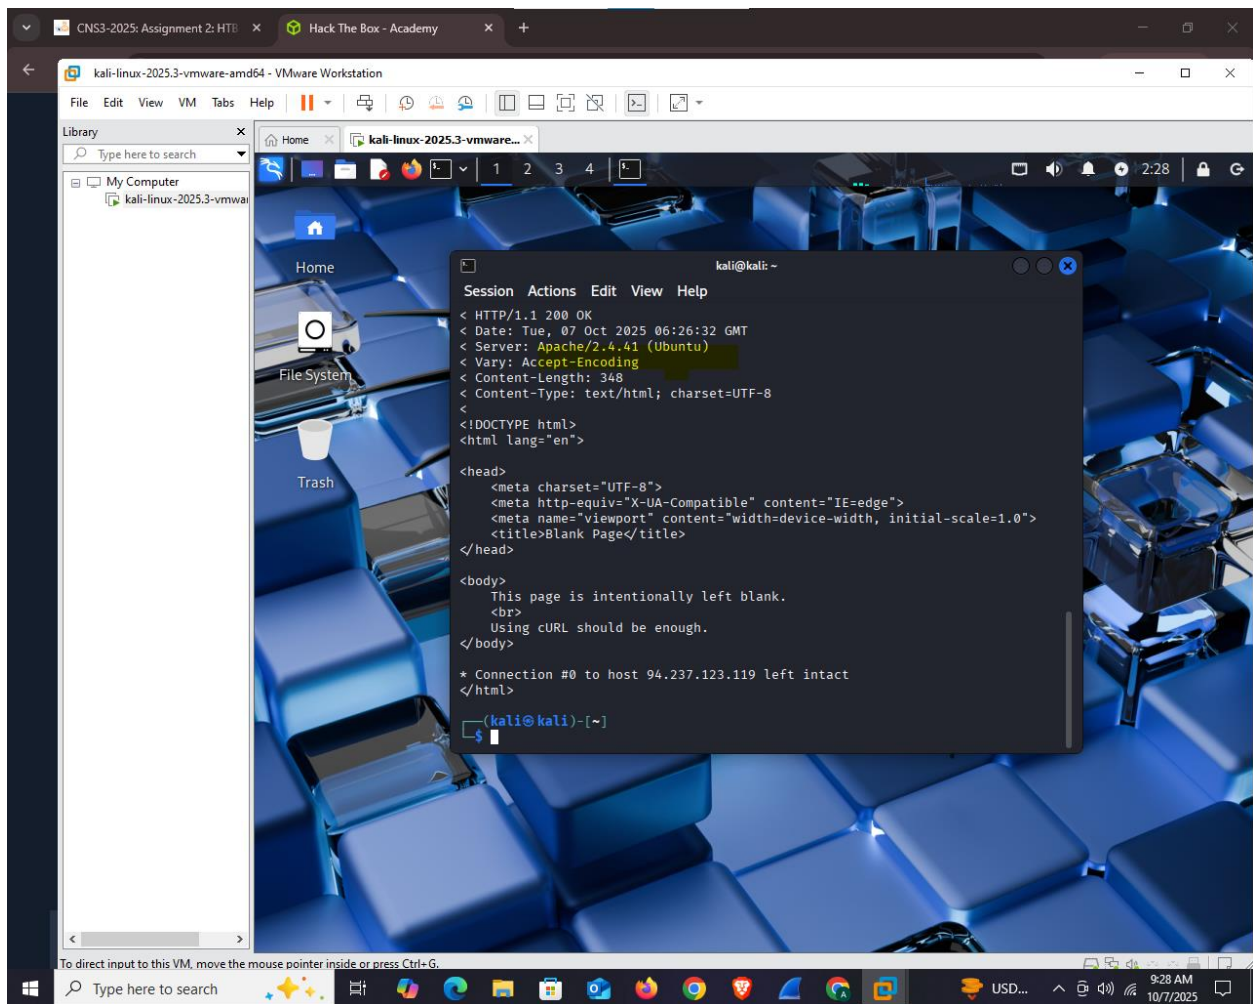 CNS3-2025: Assignment 2: HTB
Hack The Box - Academy
kali-linux-2025.3-vmware-amd64 - VMware Workstation
File Edit View VM Tabs Help
Library
Home
kali-linux-2025.3-vmware...
Type here to search
1 2 3 4
2:28
My Computer
kali-linux-2025.3-vmwar
Home
File System
Trash
kali@kali: ~
Session Actions Edit View Help
< HTTP/1.1 200 OK
< Date: Tue, 07 Oct 2025 06:26:32 GMT
< Server: Apache/2.4.41 (Ubuntu)
< Vary: Accept-Encoding
< Content-Length: 348
< Content-Type: text/html; charset=UTF-8
<
<!DOCTYPE html>
<html lang="en">
<head>
<meta charset="UTF-8">
<meta http-equiv="X-UA-Compatible" content="IE=edge">
<meta name="viewport" content="width=device-width, initial-scale=1.0">
<title>Blank Page</title>
</head>
<body>
This page is intentionally left blank.
<br>
Using cURL should be enough.
</body>
* Connection #0 to host 94.237.123.119 left intact
</html>
(kali㉿kali)-[~]
$
To direct input to this VM, move the mouse pointer inside or press Ctrl+G.
Type here to search
USD...
9:28 AM
10/7/2025